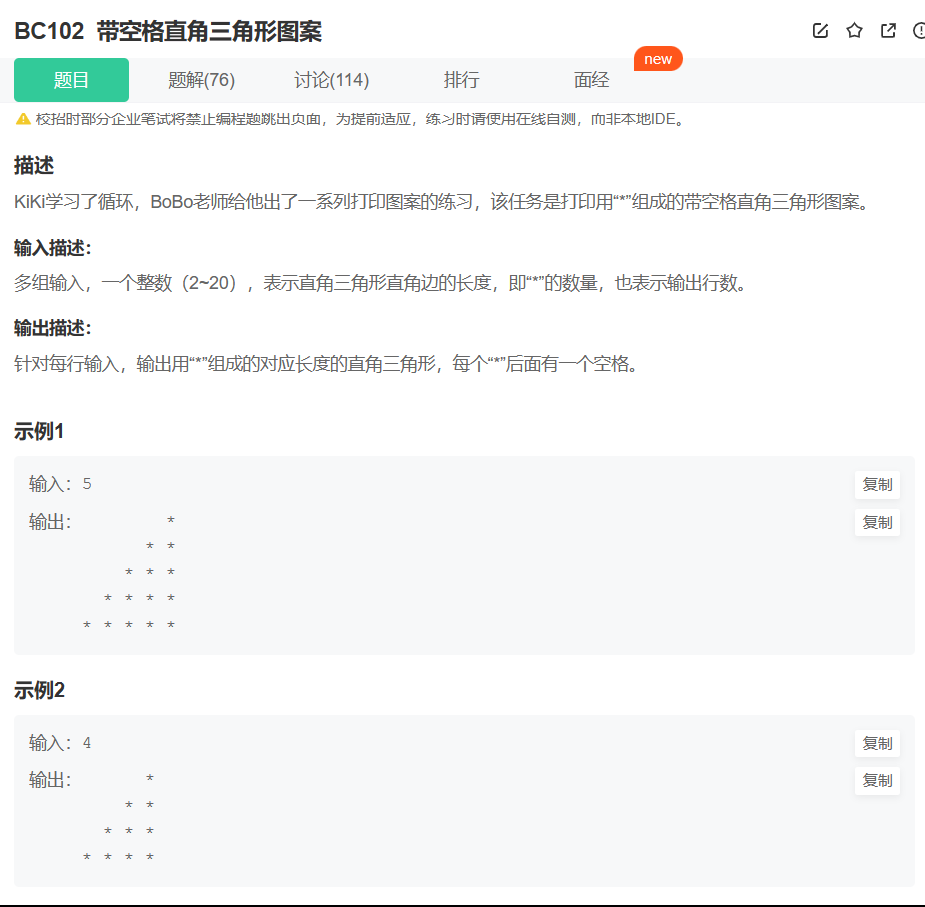 BC102 带空格直角三角形图案
题目 题解(76) 讨论(114) 排行 面经 new
校招时部分企业笔试将禁止编程题跳出页面，为提前适应，练习时请使用在线自测，而非本地IDE。
描述
KiKi学习了循环，BoBo老师给他出了一系列打印图案的练习，该任务是打印用“*”组成的带空格直角三角形图案。
输入描述：
多组输入，一个整数（2~20），表示直角三角形直角边的长度，即“*”的数量，也表示输出行数。
输出描述：
针对每行输入，输出用“*”组成的对应长度的直角三角形，每个“*”后面有一个空格。
示例1
输入：5 复制
输出：        * 复制
      * *
    * * *
  * * * *
* * * * *
示例2
输入：4 复制
输出：      * 复制
    * *
  * * *
* * * *